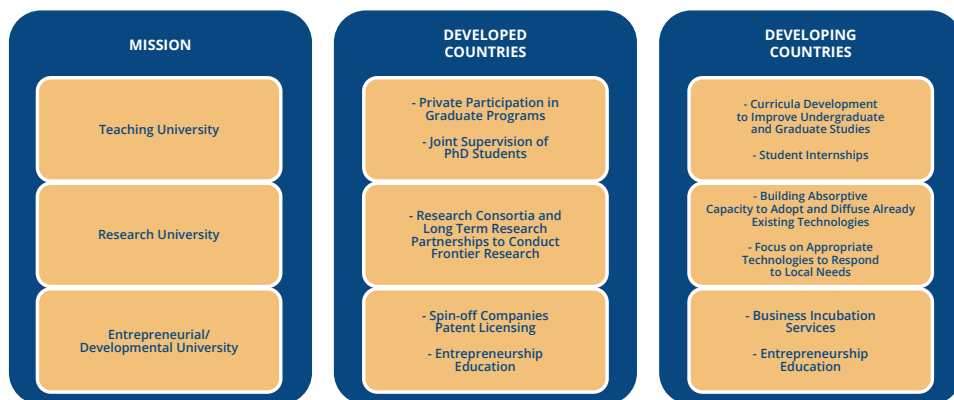 MISSION
Teaching University
Research University
Entrepreneurial/
Developmental University
DEVELOPED
COUNTRIES
- Private Participation in
Graduate Programs
- Joint Supervision of
PhD Students
- Research Consortia and
Long Term Research
Partnerships to Conduct
Frontier Research
- Spin-off Companies
Patent Licensing
- Entrepreneurship
Education
DEVELOPING
COUNTRIES
- Curricula Development
to Improve Undergraduate
and Graduate Studies
- Student Internships
- Building Absorptive
Capacity to Adopt and Diffuse Already
Existing Technologies
- Focus on Appropriate
Technologies to Respond
to Local Needs
- Business Incubation
Services
- Entrepreneurship
Education